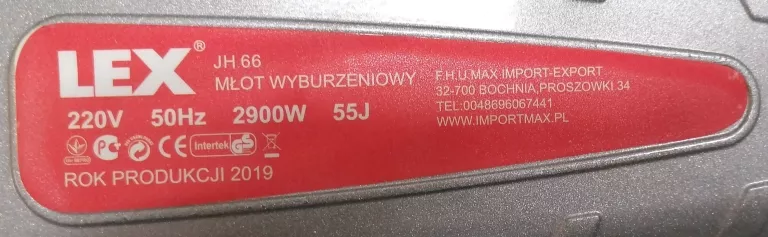 LEX®
JH 66
MŁOT WYBURZENIOWY
220V 50Hz 2900W 55J
CE Intertek GS
ROK PRODUKCJI 2019
F.H.U.MAX IMPORT-EXPORT
32-700 BOCHNIA,PROSZOWKI 34
TEL:0048696067441
WWW.IMPORTMAX.PL